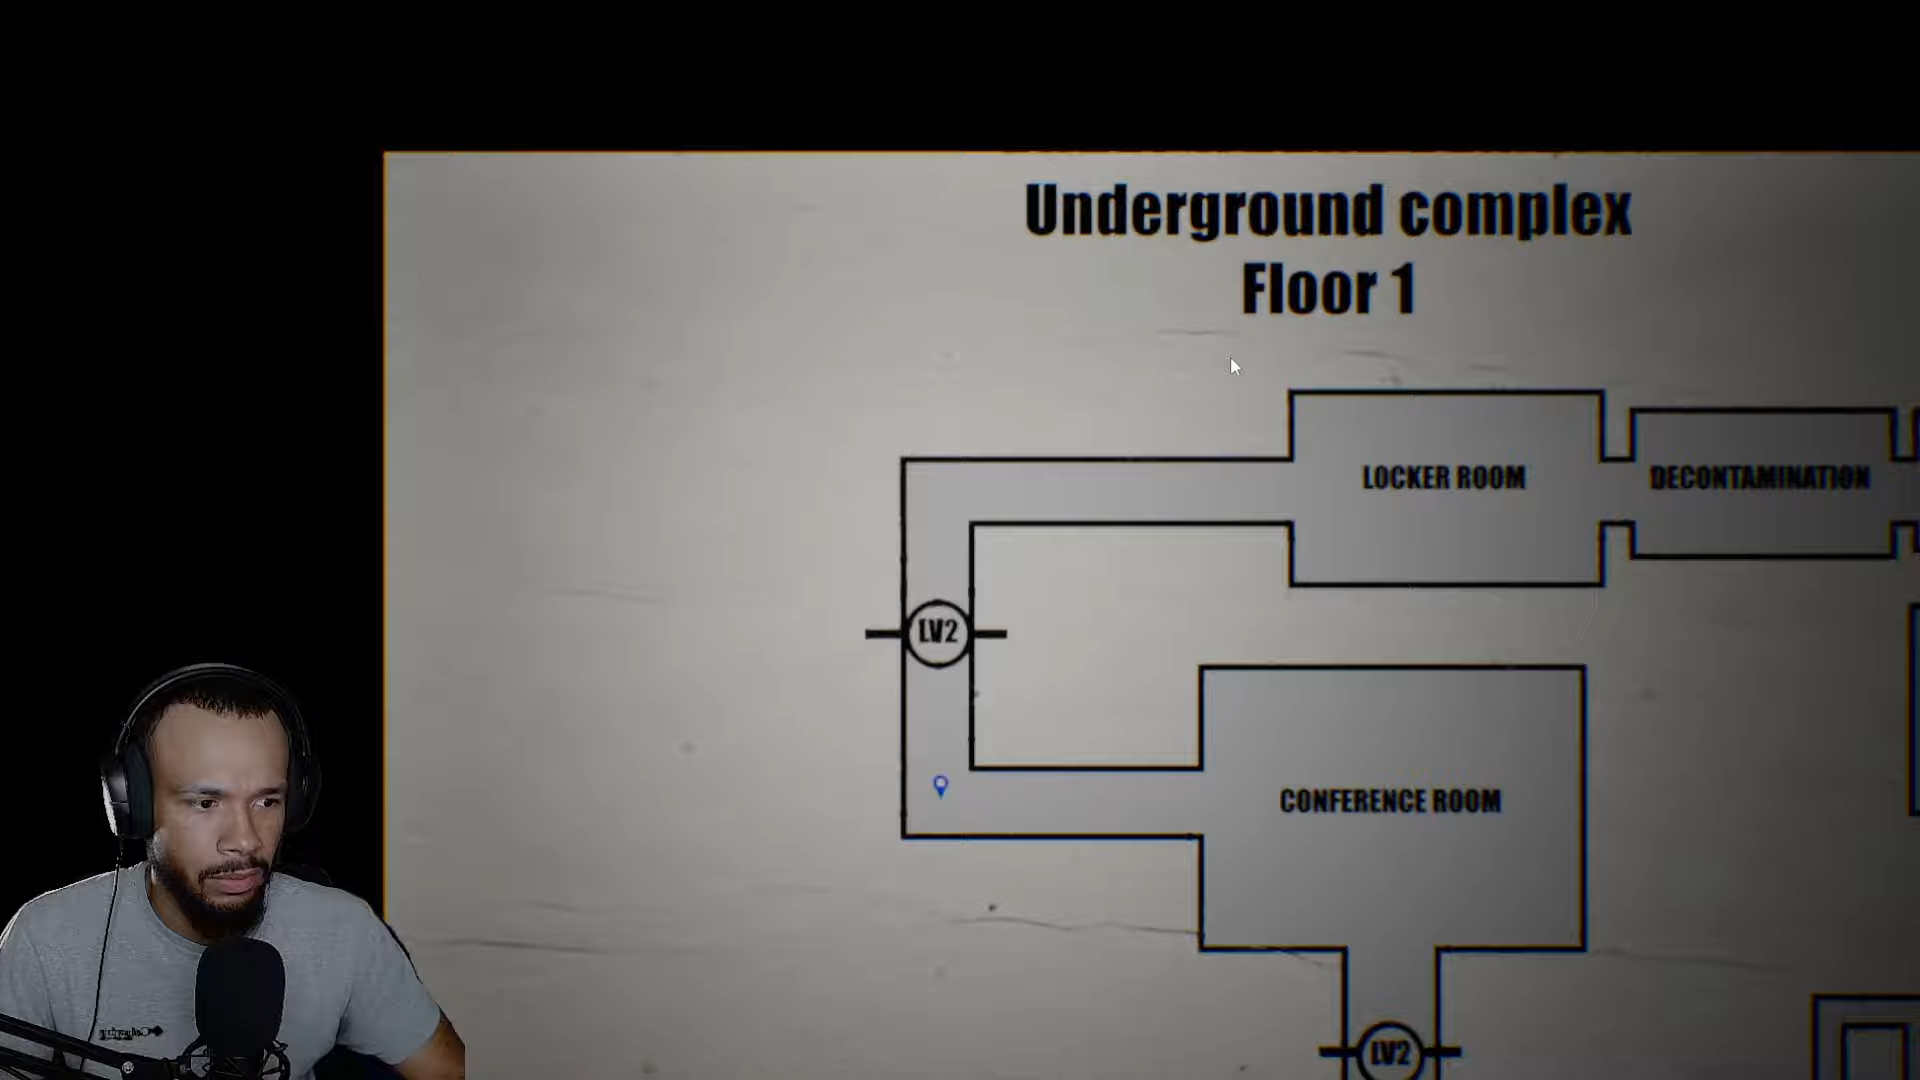 Underground complex
Floor 1
LOCKER ROOM
DECONTAMINATION
LV2
CONFERENCE ROOM
LV2